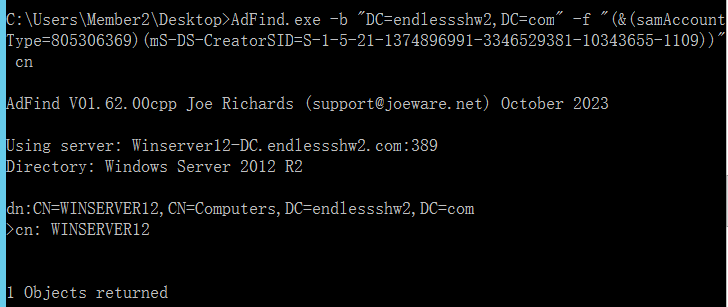 C:\Users\Member2\Desktop>AdFind.exe -b "DC=endlessshw2,DC=com" -f "(&(samAccount
Type=805306369)(mS-DS-CreatorSID=S-1-5-21-1374896991-3346529381-10343655-1109))"
 cn
AdFind V01.62.00cpp Joe Richards (support@joeware.net) October 2023
Using server: Winserver12-DC.endlessshw2.com:389
Directory: Windows Server 2012 R2
dn:CN=WINSERVER12,CN=Computers,DC=endlessshw2,DC=com
>cn: WINSERVER12
1 Objects returned